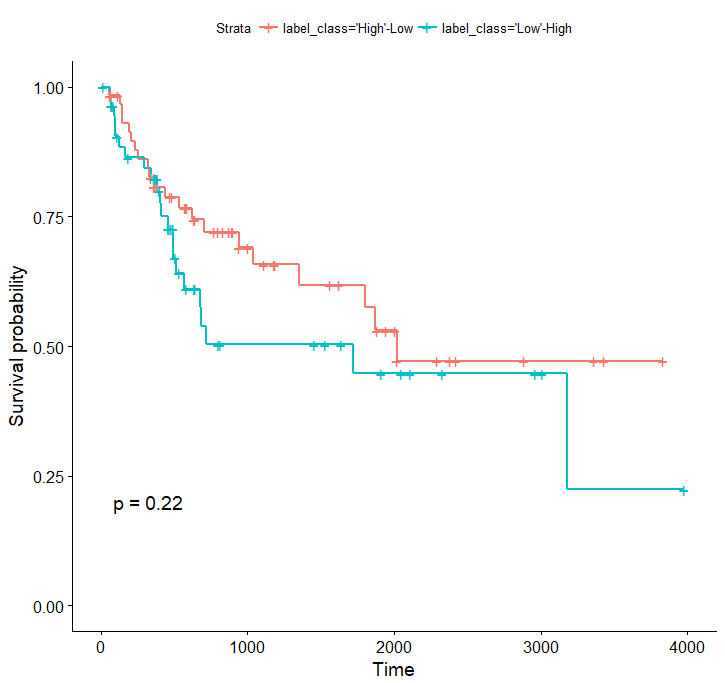 Strata label_class='High'-Low label_class='Low'-High
1.00
0.75
0.50
0.25
0.00
Survival probability
p = 0.22
0 1000 2000 3000 4000
Time